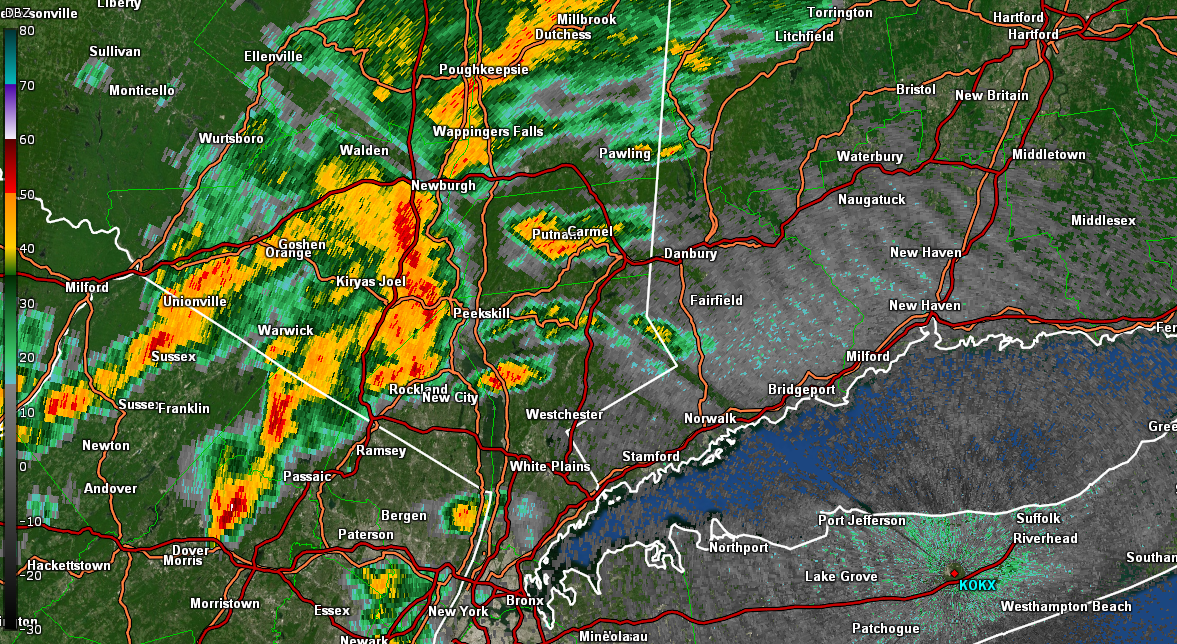 Liberty
DBZ
sonville
Torrington
Hartford
Millbrook
Dutchess
Litchfield
Hartford
80
Sullivan
Ellenville
Poughkeepsie
70
Monticello
Bristol
New Britain
60
Wurtsboro
Wappingers Falls
Walden
Pawling
Waterbury
Middletown
50
Newburgh
Naugatuck
Middlesex
Carmel
40
Goshen
Orange
Danbury
New Haven
Milford
Kiryas Joel
30
Unionville
Peekskill
Fairfield
New Haven
Warwick
20
Sussex
Milford
Rockland
New City
Bridgeport
10
Franklin
Westchester
Norwalk
Newton
Ramsey
Stamford
0
White Plains
Passaic
Andover
Bergen
-10
Paterson
Port Jefferson
Suffolk
Riverhead
Dover
Morris
Northport
Hackettstown
-20
Lake Grove
KOKX
Morristown
Essex
New York
Bronx
Westhampton Beach
-30
Patchogue
Newark